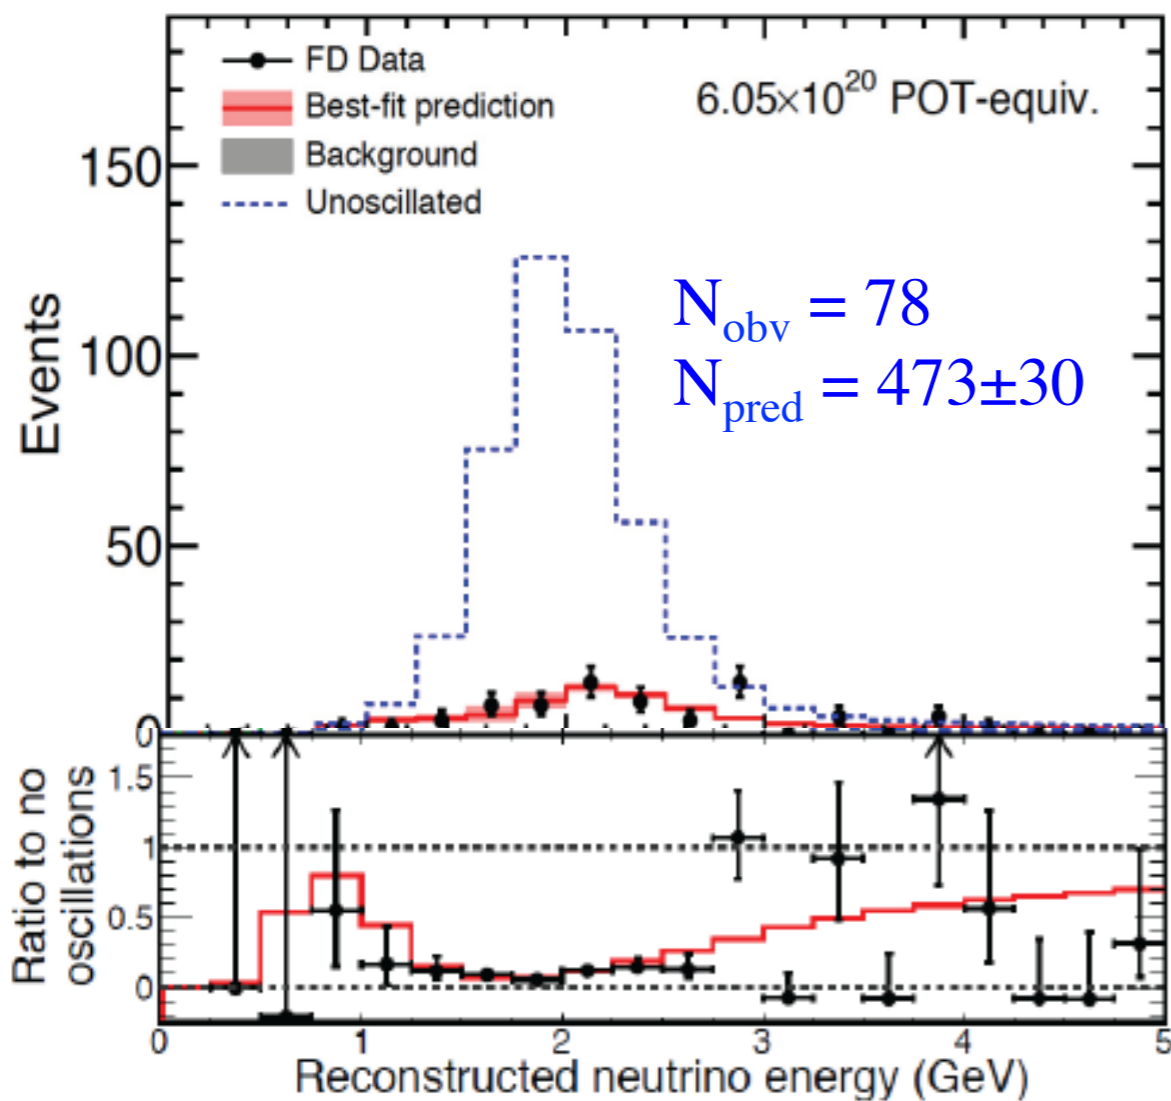 FD Data
Best-fit prediction
Background
Unoscillated
6.05×10²⁰ POT-equiv.
N_obv = 78
N_pred = 473±30
Events
150
100
50
0
Ratio to no
oscillations
1.5
1
0.5
0
0 1 2 3 4 5
Reconstructed neutrino energy (GeV)